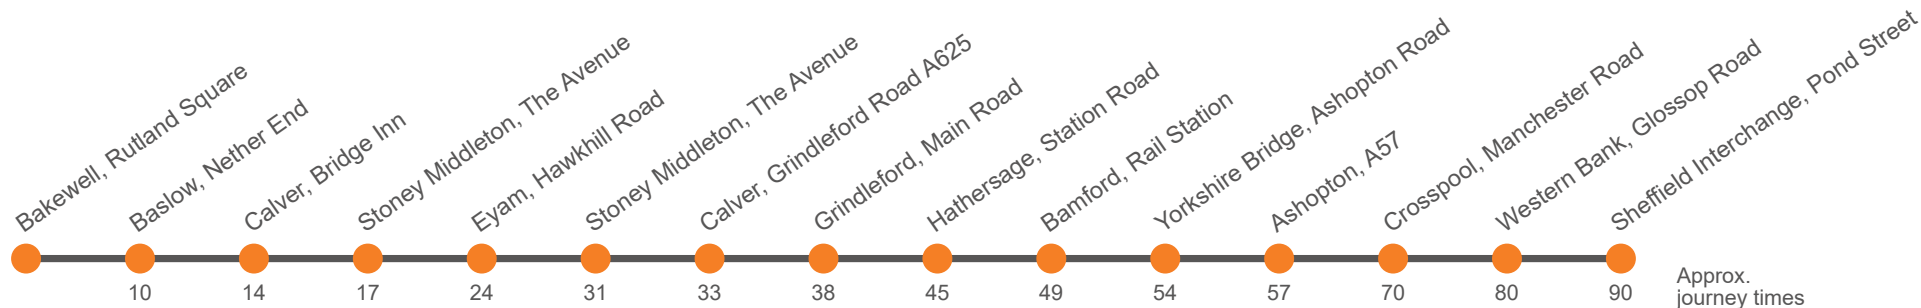 Bakewell, Rutland Square
Baslow, Nether End
Calver, Bridge Inn
Stoney Middleton, The Avenue
Eyam, Hawkhill Road
Stoney Middleton, The Avenue
Calver, Grindleford Road A625
Grindleford, Main Road
Hathersage, Station Road
Bamford, Rail Station
Yorkshire Bridge, Ashopton Road
Ashopton, A57
Crosspool, Manchester Road
Western Bank, Glossop Road
Sheffield Interchange, Pond Street
10 14 17 24 31 33 38 45 49 54 57 70 80 90
Approx.
journey times